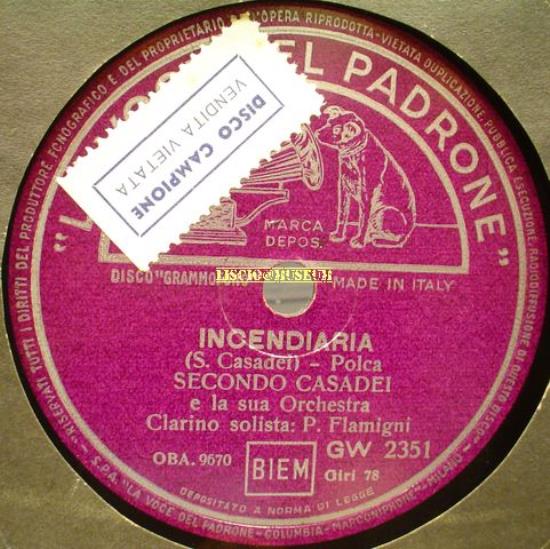 "RISERVATI TUTTI I DIRITTI DEL PRODUTTORE FONOGRAFICO E DEL PROPRIETARIO DELL'OPERA RIPRODOTTA - VIETATA DUPLICAZIONE, PUBBLICA ESECUZIONE, RADIODIFFUSIONE DI QUESTO DISCO"
DEL PADRONE"
DISCO CAMPIONE
VENDITA VIETATA
MARCA
DEPOS.
DISCO "GRAMMOFONO"
LISCIO@MUSEUM
MADE IN ITALY
INCENDIARIA
(S. Casadei) - Polca
SECONDO CASADEI
e la sua Orchestra
Clarino solista: P. Flamigni
OBA. 9670
BIEM
GW 2351
Giri 78
DEPOSITATO A NORMA DI LEGGE
- S.P.A. "LA VOCE DEL PADRONE - COLUMBIA - MARCONIPHONE" - MILANO -